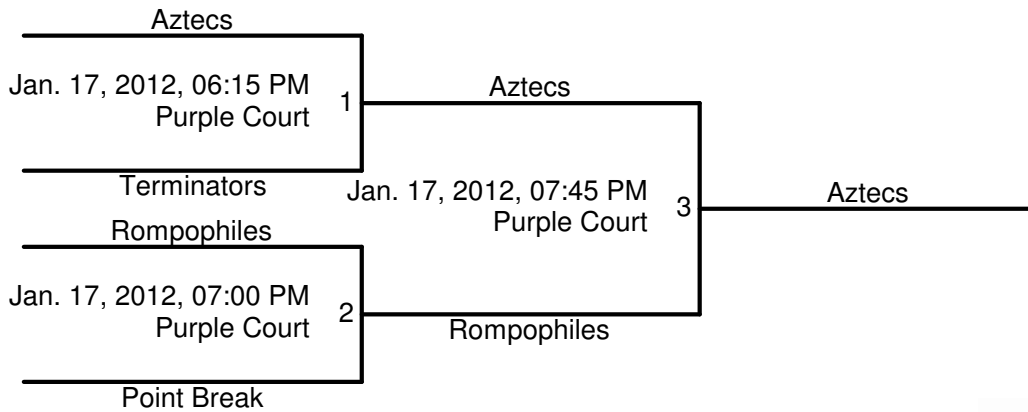 Aztecs
Jan. 17, 2012, 06:15 PM
Purple Court
1
Terminators
Aztecs
Rompophiles
Jan. 17, 2012, 07:00 PM
Purple Court
2
Point Break
Jan. 17, 2012, 07:45 PM
Purple Court
3
Rompophiles
Aztecs